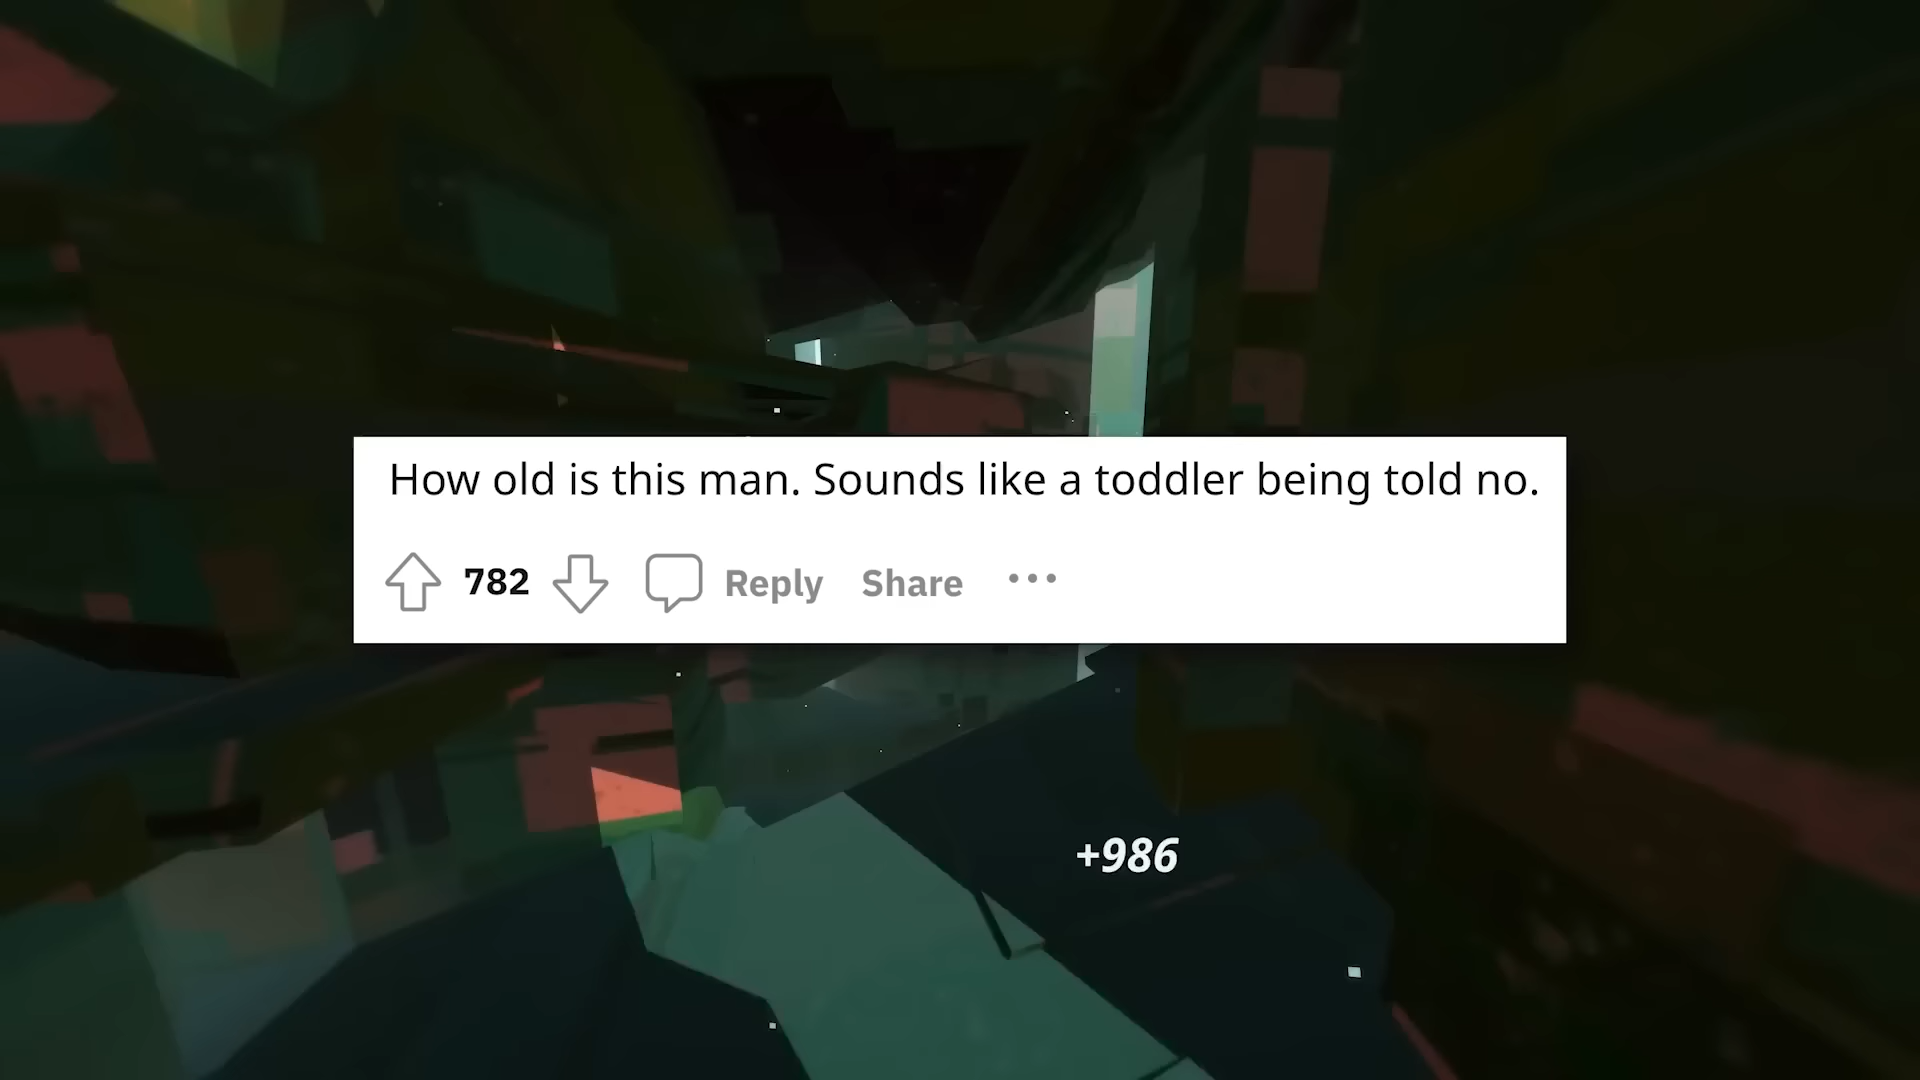 How old is this man. Sounds like a toddler being told no.
782 Reply Share ...
+986